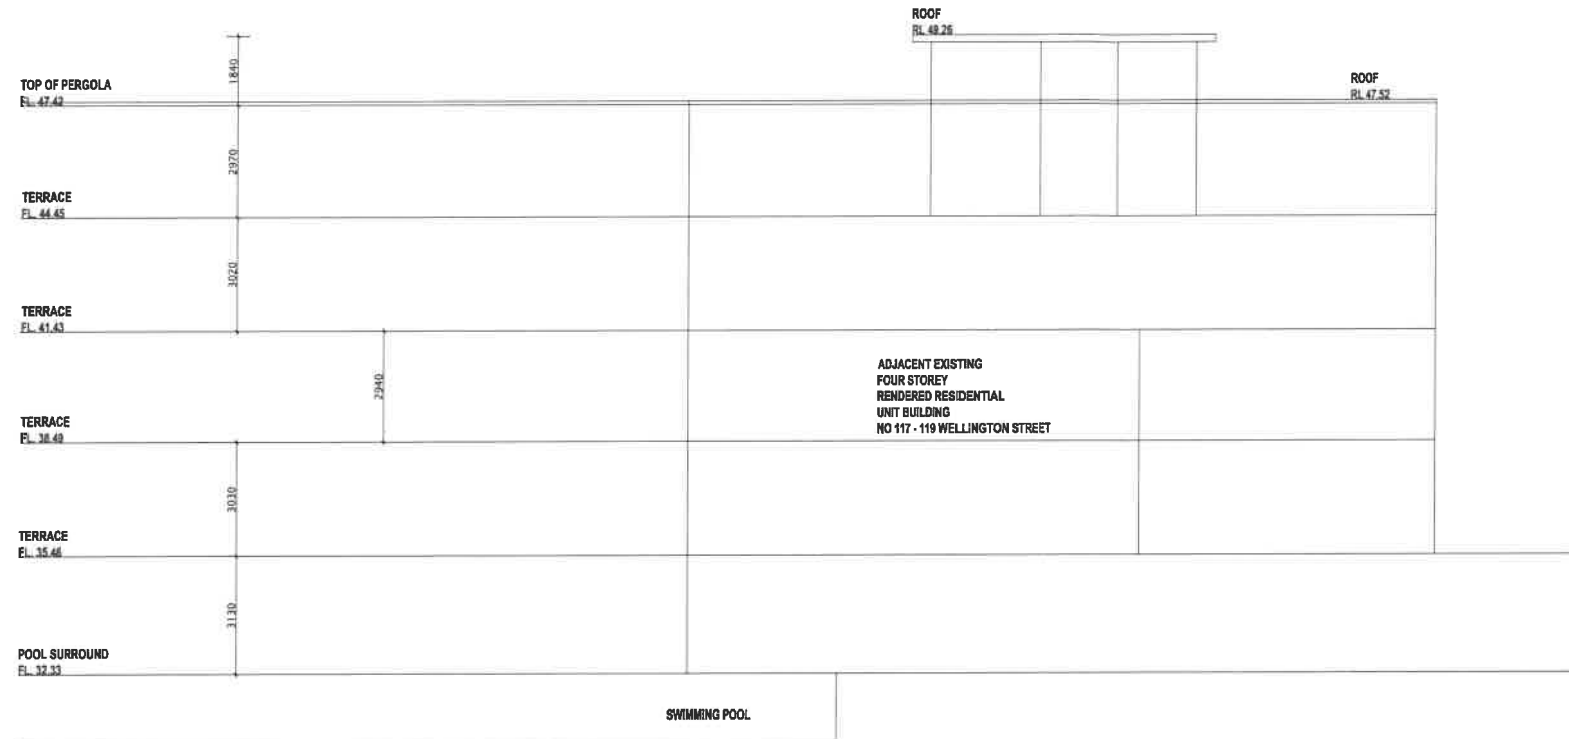 ROOF
RL 49.26
1840
TOP OF PERGOLA
FL. 47.42
ROOF
RL 47.52
2970
TERRACE
FL. 44.45
3020
TERRACE
FL. 41.43
2940
ADJACENT EXISTING
FOUR STOREY
RENDERED RESIDENTIAL
UNIT BUILDING
NO 117 - 119 WELLINGTON STREET
TERRACE
FL. 38.49
3030
TERRACE
FL. 35.46
3130
POOL SURROUND
FL. 32.33
SWIMMING POOL